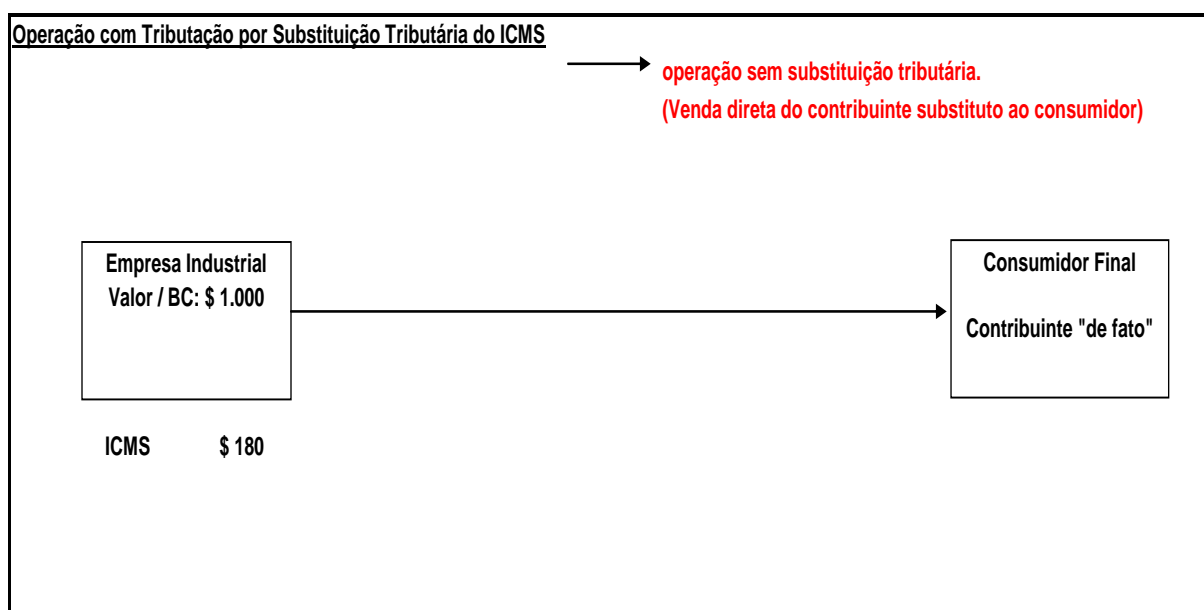 Operação com Tributação por Substituição Tributária do ICMS
operação sem substituição tributária.
(Venda direta do contribuinte substituto ao consumidor)
Empresa Industrial
Valor / BC: $ 1.000
Consumidor Final
Contribuinte "de fato"
ICMS $ 180